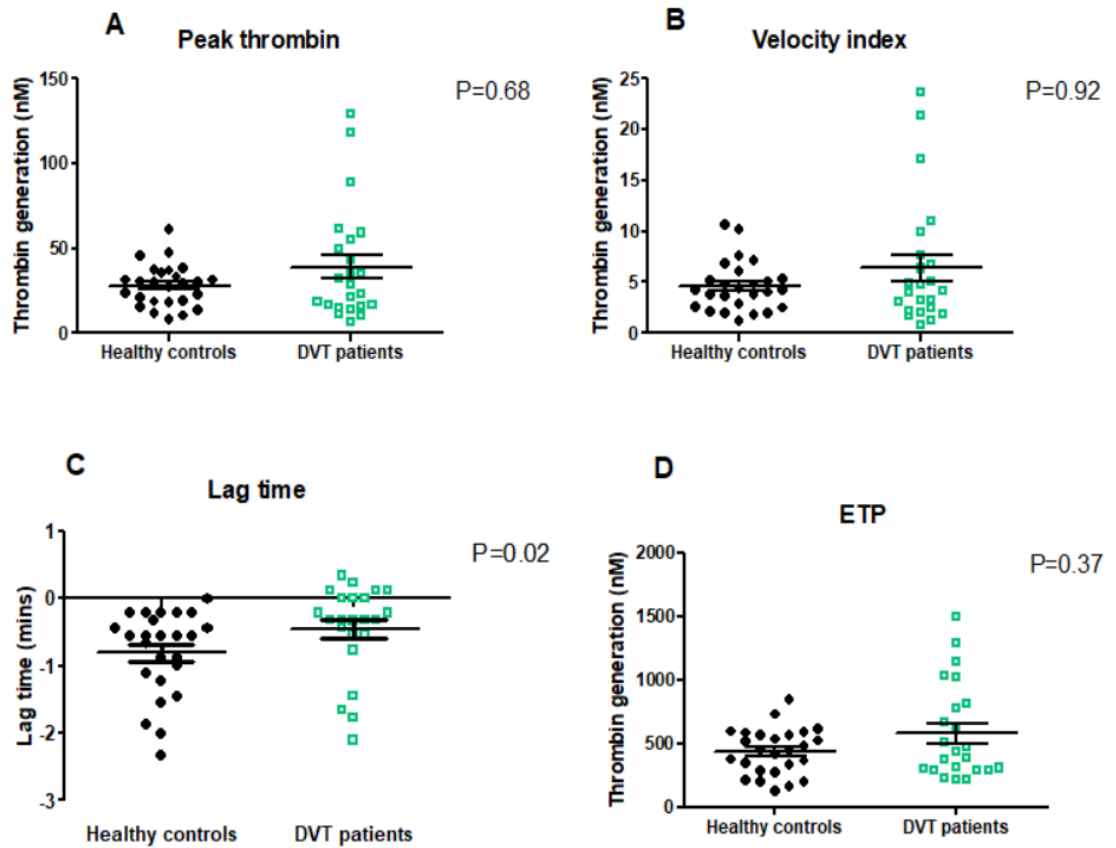 A
Peak thrombin
P=0.68
Thrombin generation (nM)
150
100
50
0
Healthy controls
DVT patients
B
Velocity index
P=0.92
Thrombin generation (nM)
25
20
15
10
5
0
Healthy controls
DVT patients
C
Lag time
P=0.02
Lag time (mins)
1
0
-1
-2
-3
Healthy controls
DVT patients
D
ETP
P=0.37
Thrombin generation (nM)
2000
1500
1000
500
0
Healthy controls
DVT patients